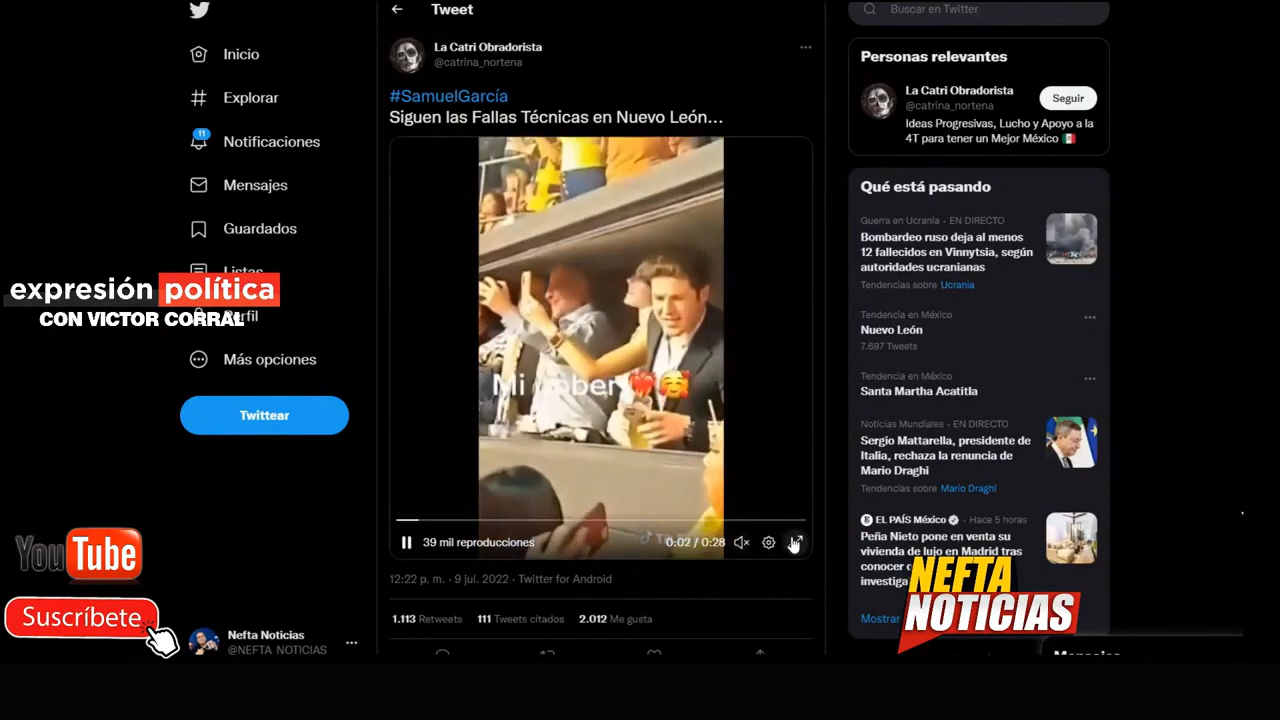 Tweet
Buscar en Twitter
La Catri Obradorista
@catrina_nortena
#SamuelGarcía
Siguen las Fallas Técnicas en Nuevo León...
Mi
39 mil reproducciones
0:02 / 0:28
12:22 p. m. · 9 jul. 2022 · Twitter for Android
1.113 Retweets 111 Tweets citados 2.012 Me gusta
Inicio
Explorar
11
Notificaciones
Mensajes
Guardados
Listas
expresión política
CON VICTOR CORRAL
Perfil
Más opciones
Twittear
YouTube
Suscríbete
Nefta Noticias
@NEFTA_NOTICIAS
Personas relevantes
La Catri Obradorista
@catrina_nortena
Seguir
Ideas Progresivas, Lucho y Apoyo a la
4T para tener un Mejor México
Qué está pasando
Guerra en Ucrania · EN DIRECTO
Bombardeo ruso deja al menos
12 fallecidos en Vinnytsia, según
autoridades ucranianas
Tendencias sobre Ucrania
Tendencia en México
Nuevo León
7.697 Tweets
Tendencia en México
Santa Martha Acatitla
Noticias Mundiales · EN DIRECTO
Sergio Mattarella, presidente de
Italia, rechaza la renuncia de
Mario Draghi
Tendencias sobre Mario Draghi
EL PAÍS México · Hace 5 horas
Peña Nieto pone en venta su
vivienda de lujo en Madrid tras
conocer
investiga
Mostrar
NEFTA
NOTICIAS
Mensajes